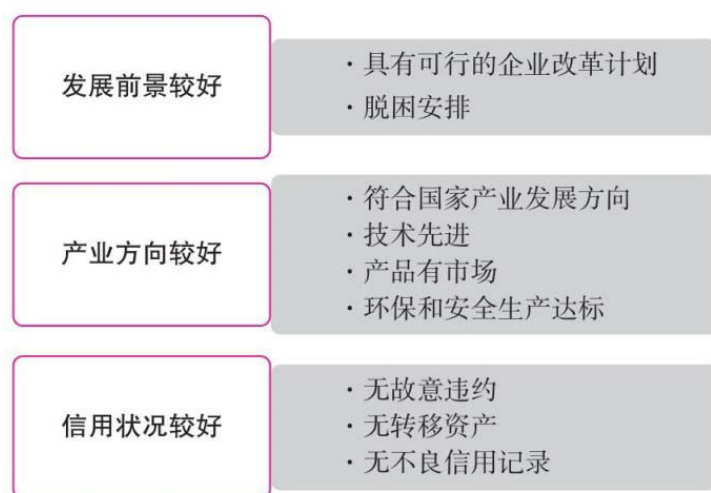 发展前景较好
·具有可行的企业改革计划
·脱困安排
产业方向较好
·符合国家产业发展方向
·技术先进
·产品有市场
·环保和安全生产达标
信用状况较好
·无故意违约
·无转移资产
·无不良信用记录